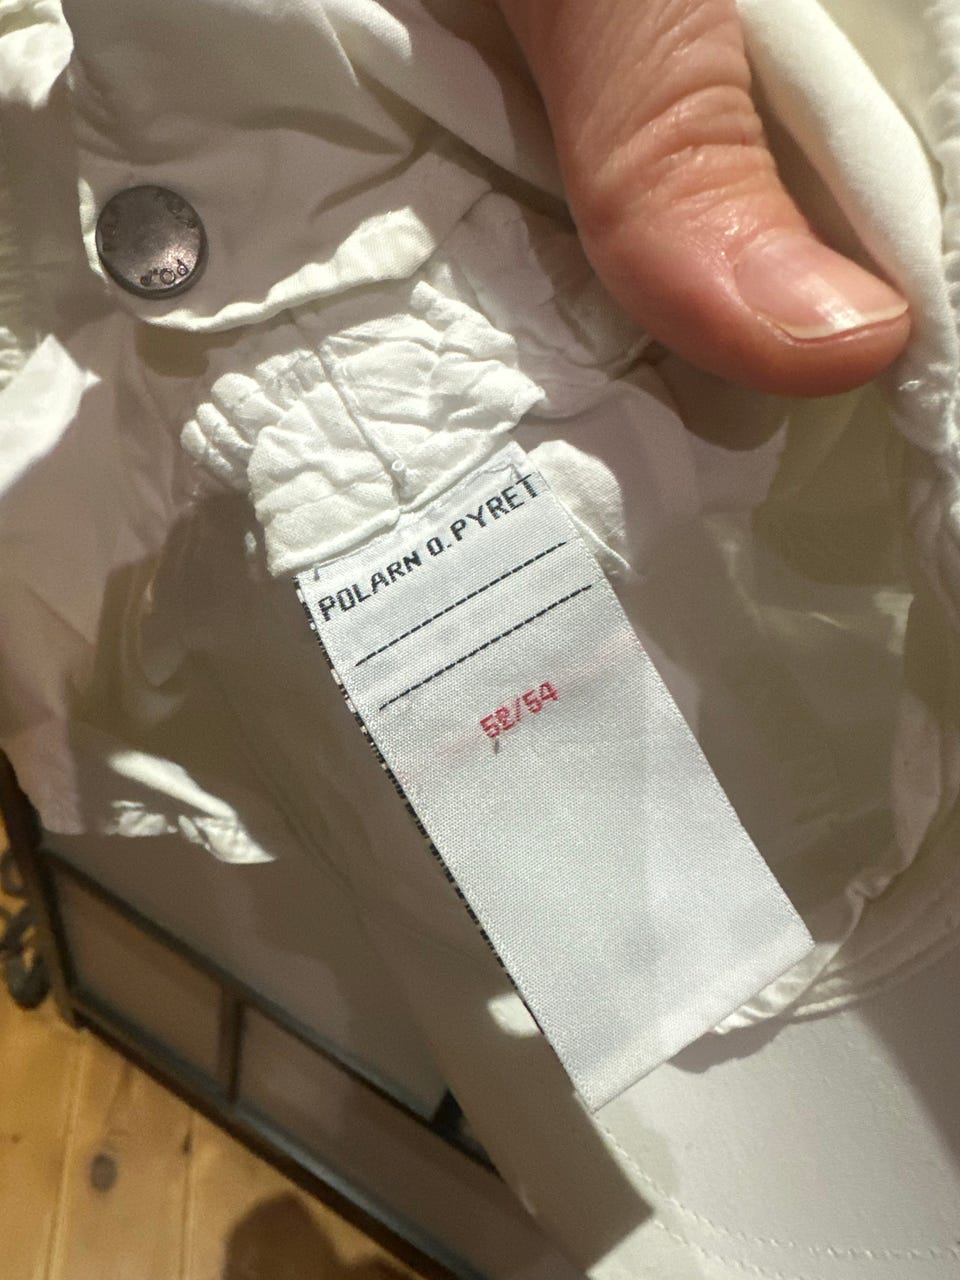 POLARN O. PYRET
52/54